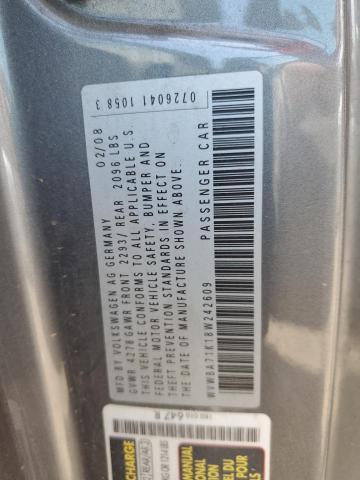 0726041 1058 3
MFD BY VOLKSWAGEN AG GERMANY 02/08
GVWR 4278 GAWR FRONT 2293/ REAR 2096 LBS
THIS VEHICLE CONFORMS TO ALL APPLICABLE U.S.
FEDERAL MOTOR VEHICLE SAFETY, BUMPER AND
THEFT PREVENTION STANDARDS IN EFFECT ON
DATE OF MANUFACTURE SHOWN ABOVE.
WVWBA71K18W242609 PASSENGER CAR
647
CHARGE
MANUAL